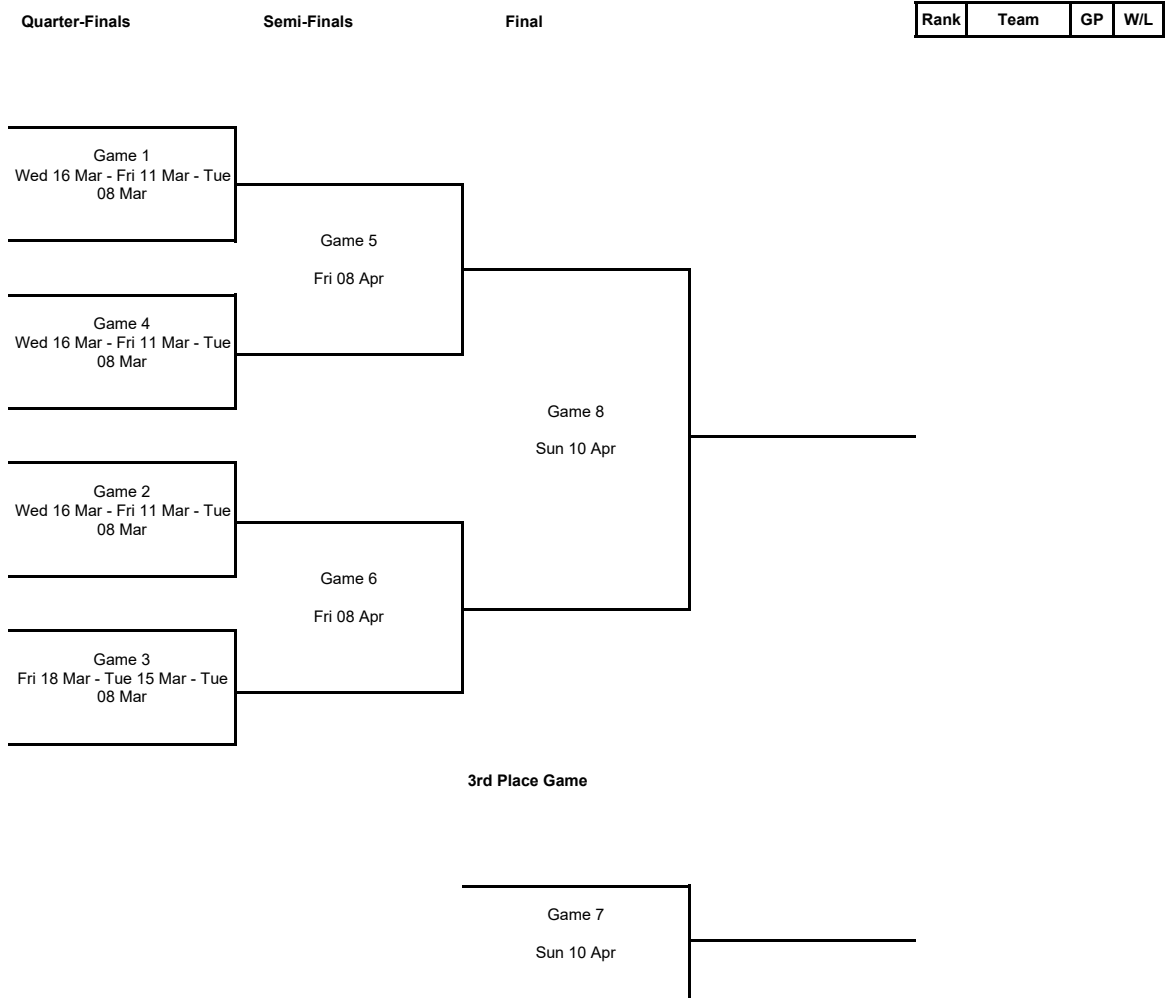 Quarter-Finals
Semi-Finals
Final
Rank Team GP W/L
Game 1
Wed 16 Mar - Fri 11 Mar - Tue
08 Mar
Game 5
Fri 08 Apr
Game 4
Wed 16 Mar - Fri 11 Mar - Tue
08 Mar
Game 8
Sun 10 Apr
Game 2
Wed 16 Mar - Fri 11 Mar - Tue
08 Mar
Game 6
Fri 08 Apr
Game 3
Fri 18 Mar - Tue 15 Mar - Tue
08 Mar
3rd Place Game
Game 7
Sun 10 Apr